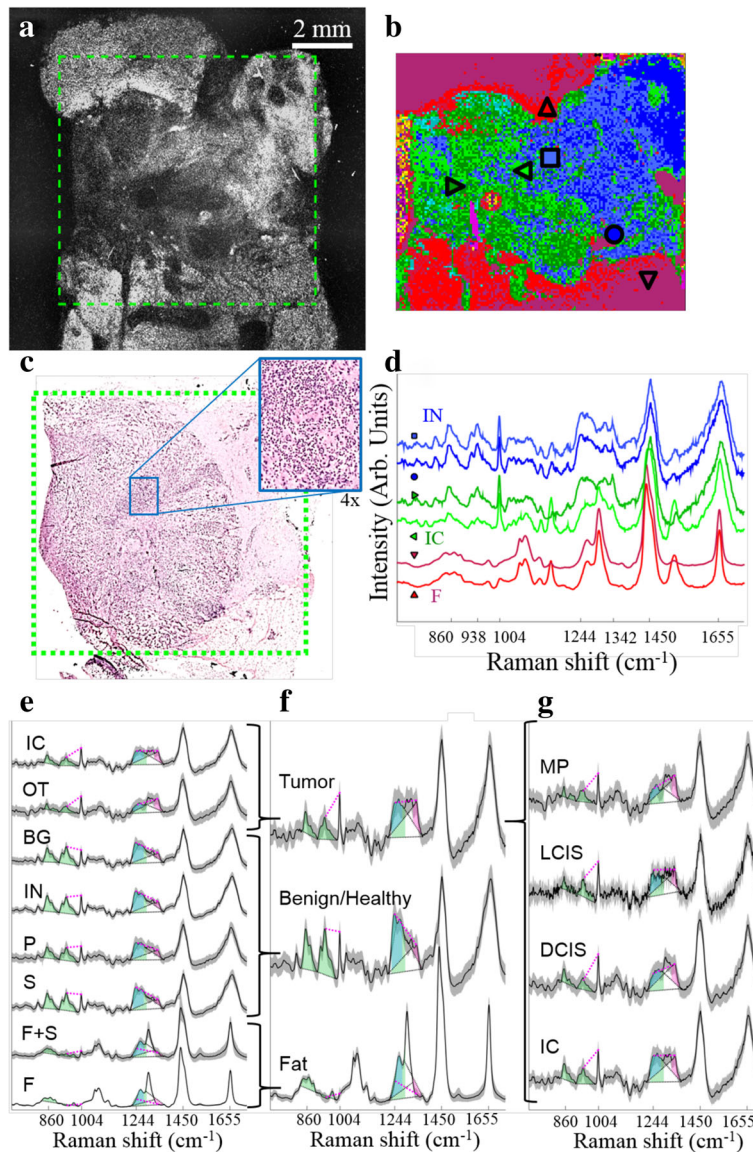 a
2 mm
b
c
4x
d
IN
IC
F
Intensity (Arb. Units)
860 938 1004 1244 1342 1450 1655
Raman shift (cm⁻¹)
e
IC
OT
BG
IN
P
S
F+S
F
860 1004 1244 1450 1655
Raman shift (cm⁻¹)
f
Tumor
Benign/Healthy
Fat
860 1004 1244 1450 1655
Raman shift (cm⁻¹)
g
MP
LCIS
DCIS
IC
860 1004 1244 1450 1655
Raman shift (cm⁻¹)